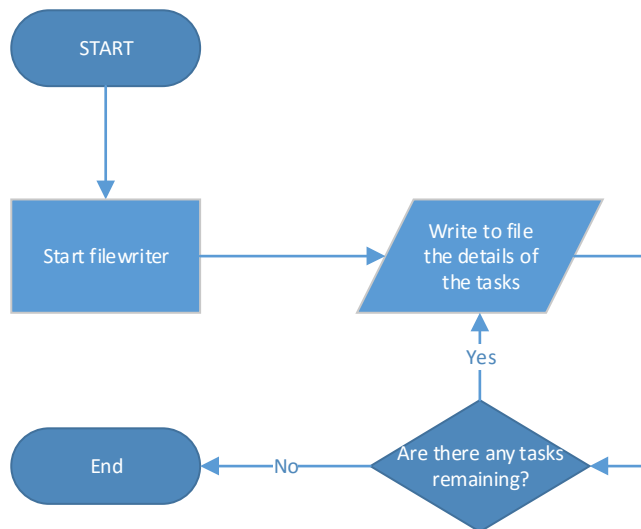 START
Start filewriter
Write to file
the details of
the tasks
Yes
Are there any tasks
remaining?
No
End